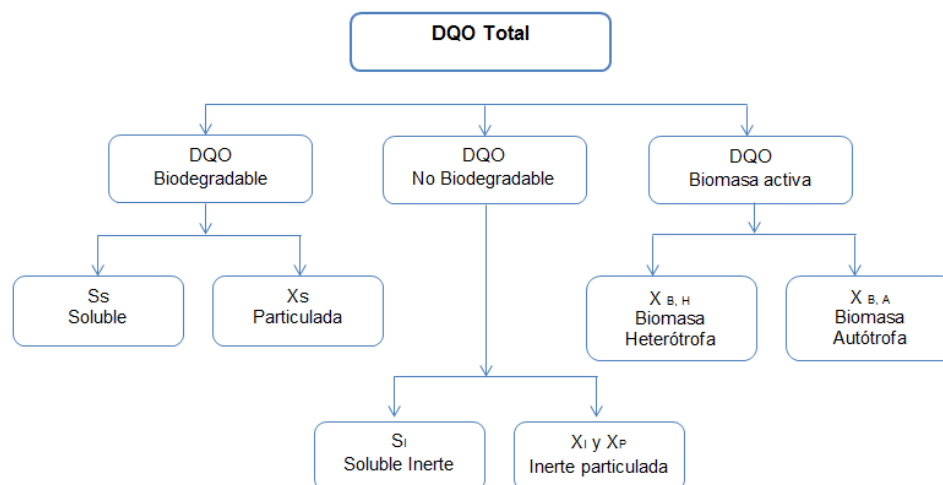 DQO Total
DQO
Biodegradable
DQO
No Biodegradable
DQO
Biomasa activa
Ss
Soluble
Xs
Particulada
X B, H
Biomasa
Heterótrofa
X B, A
Biomasa
Autótrofa
SI
Soluble Inerte
XI y XP
Inerte particulada